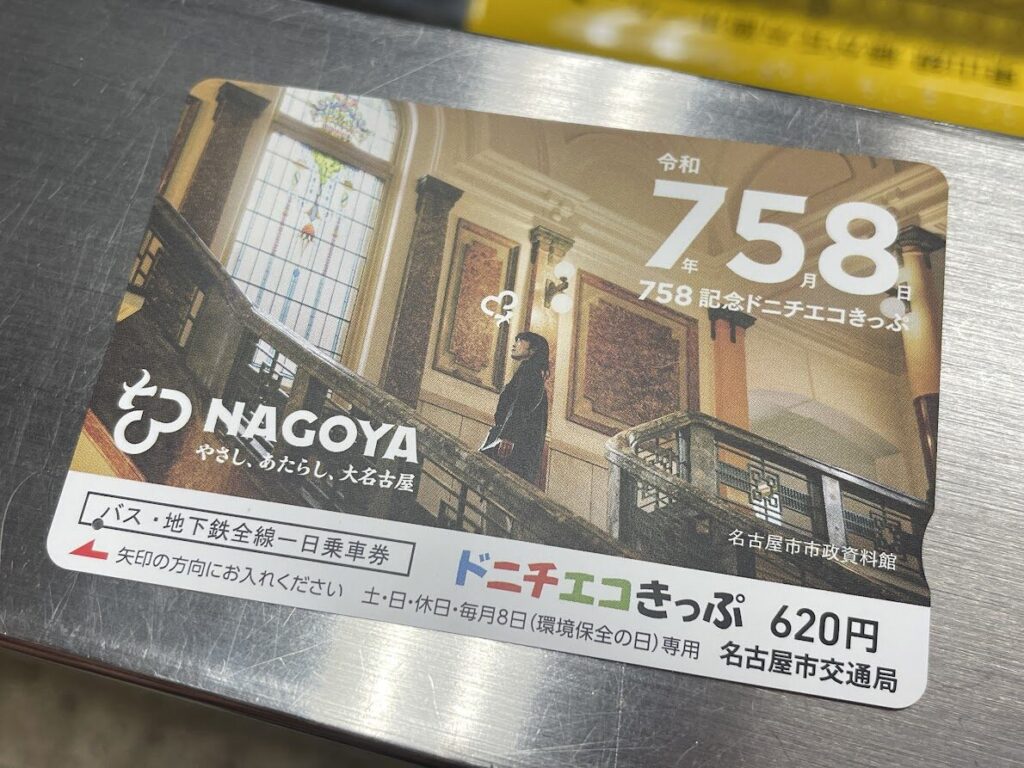 令和
7年5月8日
758 記念ドニチエコきっぷ
NAGOYA
やさし、あたらし、大名古屋
名古屋市市政資料館
バス・地下鉄全線一日乗車券
矢印の方向にお入れください
ドニチエコきっぷ 620円
土・日・休日・毎月8日(環境保全の日)専用
名古屋市交通局